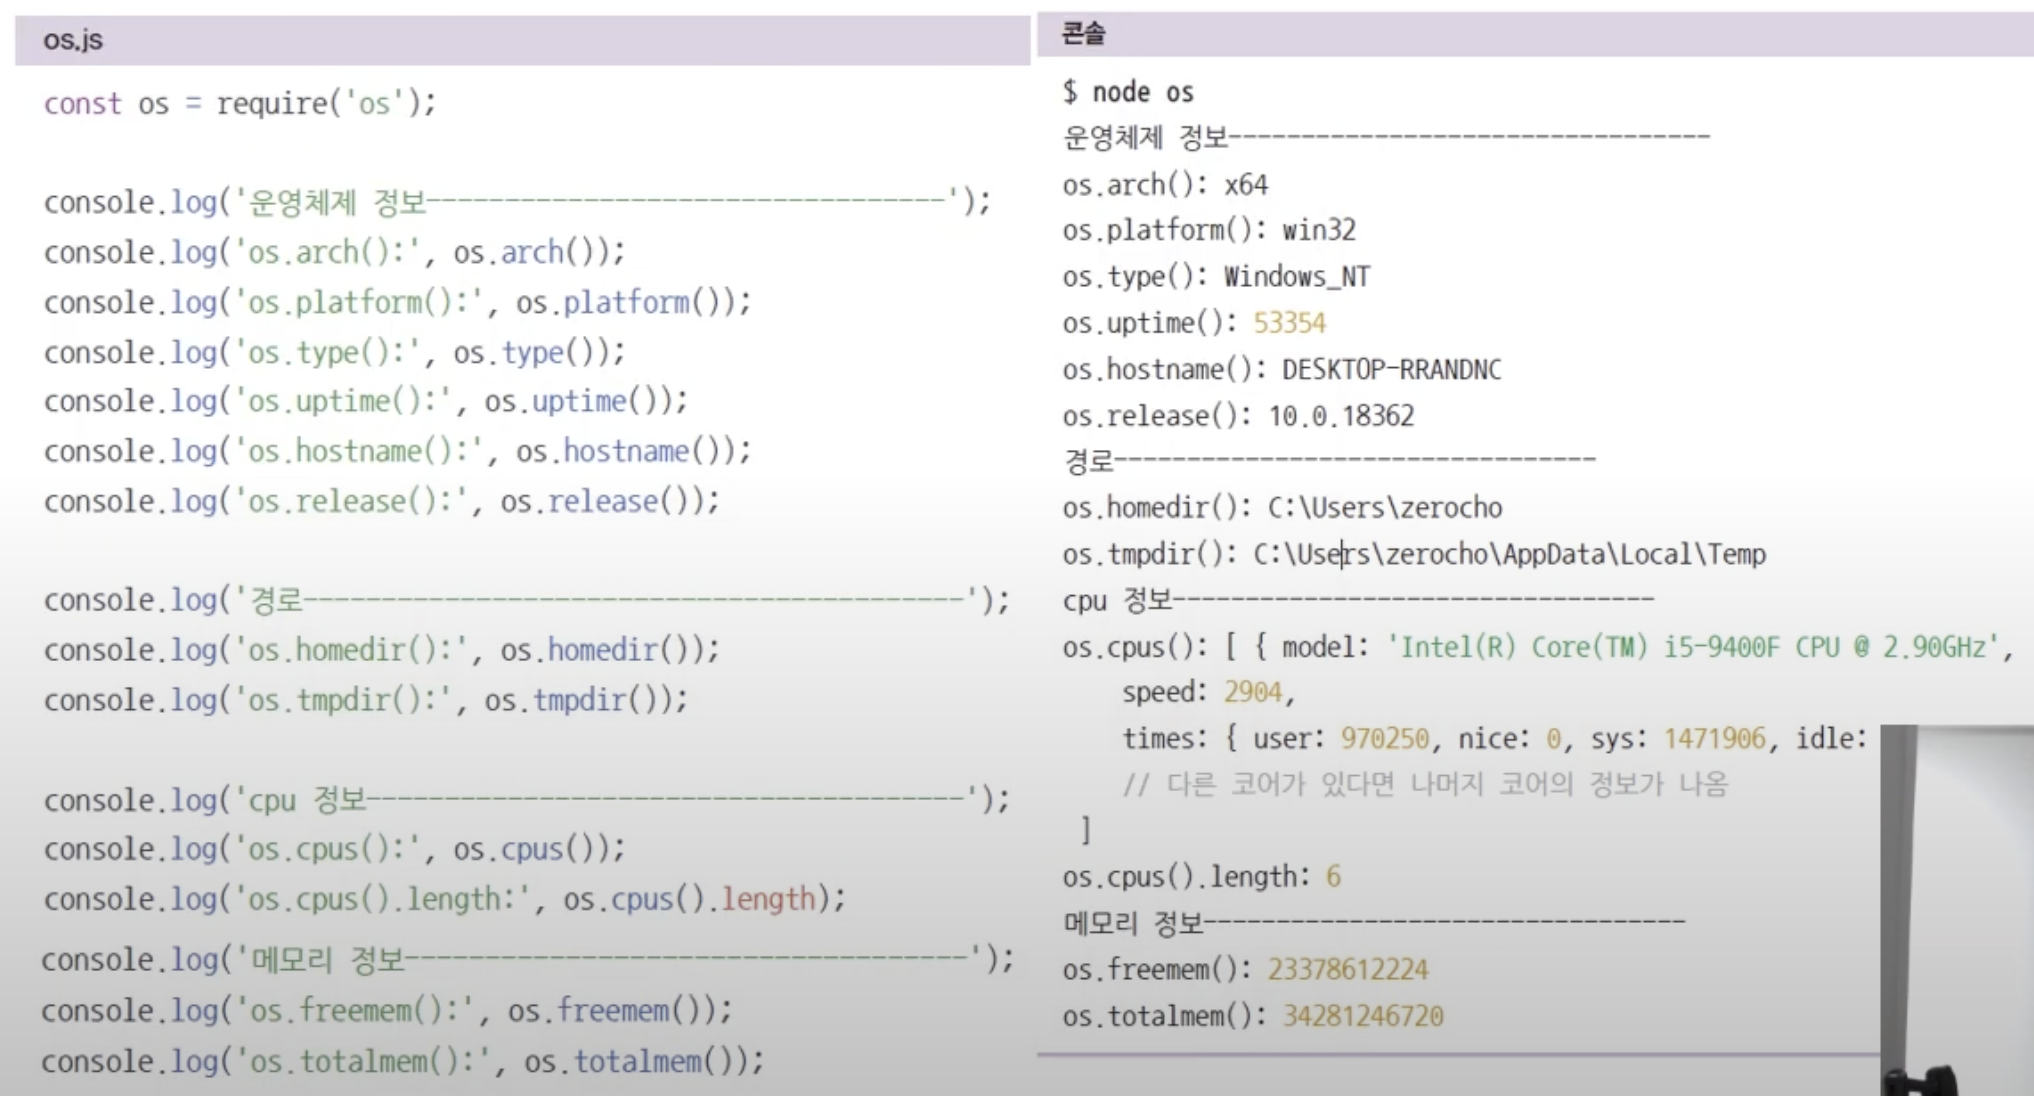 os.js
const os = require('os');
console.log('운영체제 정보---------------------------------');
console.log('os.arch():', os.arch());
console.log('os.platform():', os.platform());
console.log('os.type():', os.type());
console.log('os.uptime():', os.uptime());
console.log('os.hostname():', os.hostname());
console.log('os.release():', os.release());
console.log('경로------------------------------------------');
console.log('os.homedir():', os.homedir());
console.log('os.tmpdir():', os.tmpdir());
console.log('cpu 정보--------------------------------------');
console.log('os.cpus():', os.cpus());
console.log('os.cpus().length:', os.cpus().length);
console.log('메모리 정보------------------------------------');
console.log('os.freemem():', os.freemem());
console.log('os.totalmem():', os.totalmem());
콘솔
$ node os
운영체제 정보---------------------------------
os.arch(): x64
os.platform(): win32
os.type(): Windows_NT
os.uptime(): 53354
os.hostname(): DESKTOP-RRANDNC
os.release(): 10.0.18362
경로---------------------------------
os.homedir(): C:\Users\zerocho
os.tmpdir(): C:\Users\zerocho\AppData\Local\Temp
cpu 정보---------------------------------
os.cpus(): [ { model: 'Intel(R) Core(TM) i5-9400F CPU @ 2.90GHz',
speed: 2904,
times: { user: 970250, nice: 0, sys: 1471906, idle:
// 다른 코어가 있다면 나머지 코어의 정보가 나옴
]
os.cpus().length: 6
메모리 정보---------------------------------
os.freemem(): 23378612224
os.totalmem(): 34281246720